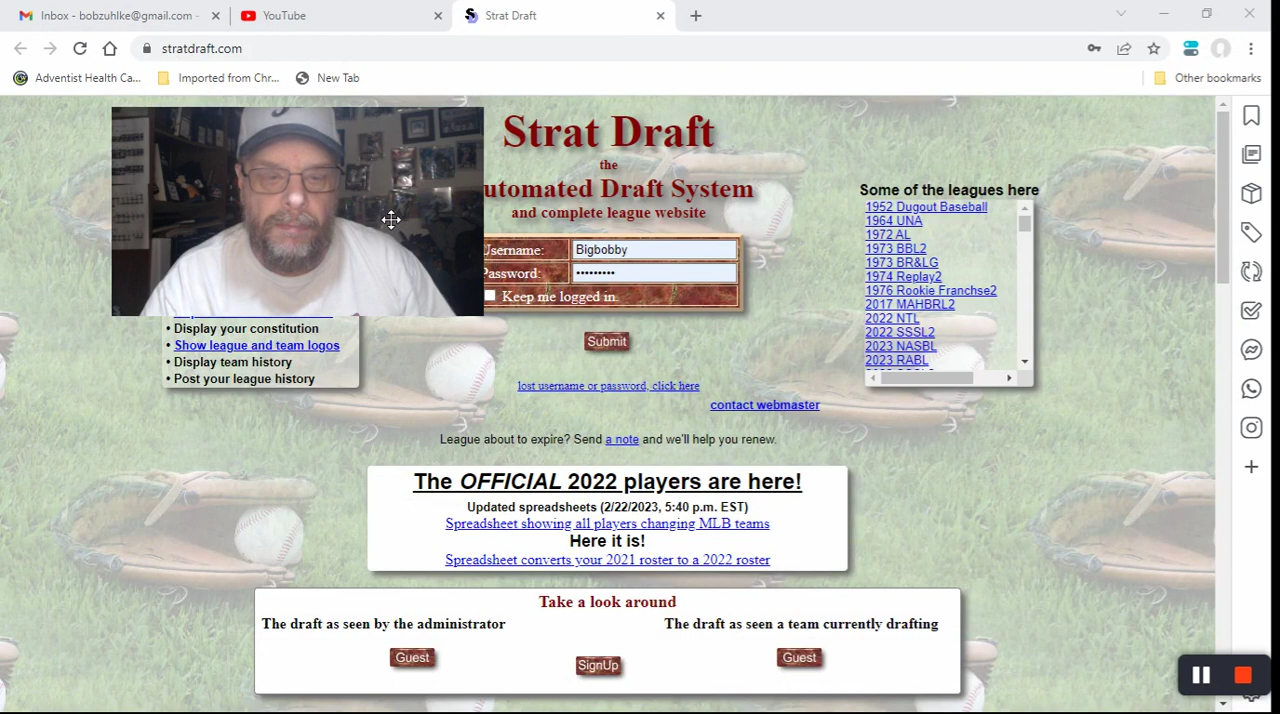 Inbox - bobzuhlke@gmail.com -
YouTube
Strat Draft
stratdraft.com
Adventist Health Ca...
Imported from Chr...
New Tab
Other bookmarks
Strat Draft
the
utomated Draft System
and complete league website
Username:
Bigbobby
Password:
•••••••••
Keep me logged in.
Submit
lost username or password, click here
contact webmaster
• Display your constitution
• Show league and team logos
• Display team history
• Post your league history
Some of the leagues here
1952 Dugout Baseball
1964 UNA
1972 AL
1973 BBL2
1973 BR&LG
1974 Replay2
1976 Rookie Franchse2
2017 MAHBRL2
2022 NTL
2022 SSSL2
2023 NASBL
2023 RABL
League about to expire? Send a note and we'll help you renew.
The OFFICIAL 2022 players are here!
Updated spreadsheets (2/22/2023, 5:40 p.m. EST)
Spreadsheet showing all players changing MLB teams
Here it is!
Spreadsheet converts your 2021 roster to a 2022 roster
Take a look around
The draft as seen by the administrator
The draft as seen a team currently drafting
Guest
SignUp
Guest